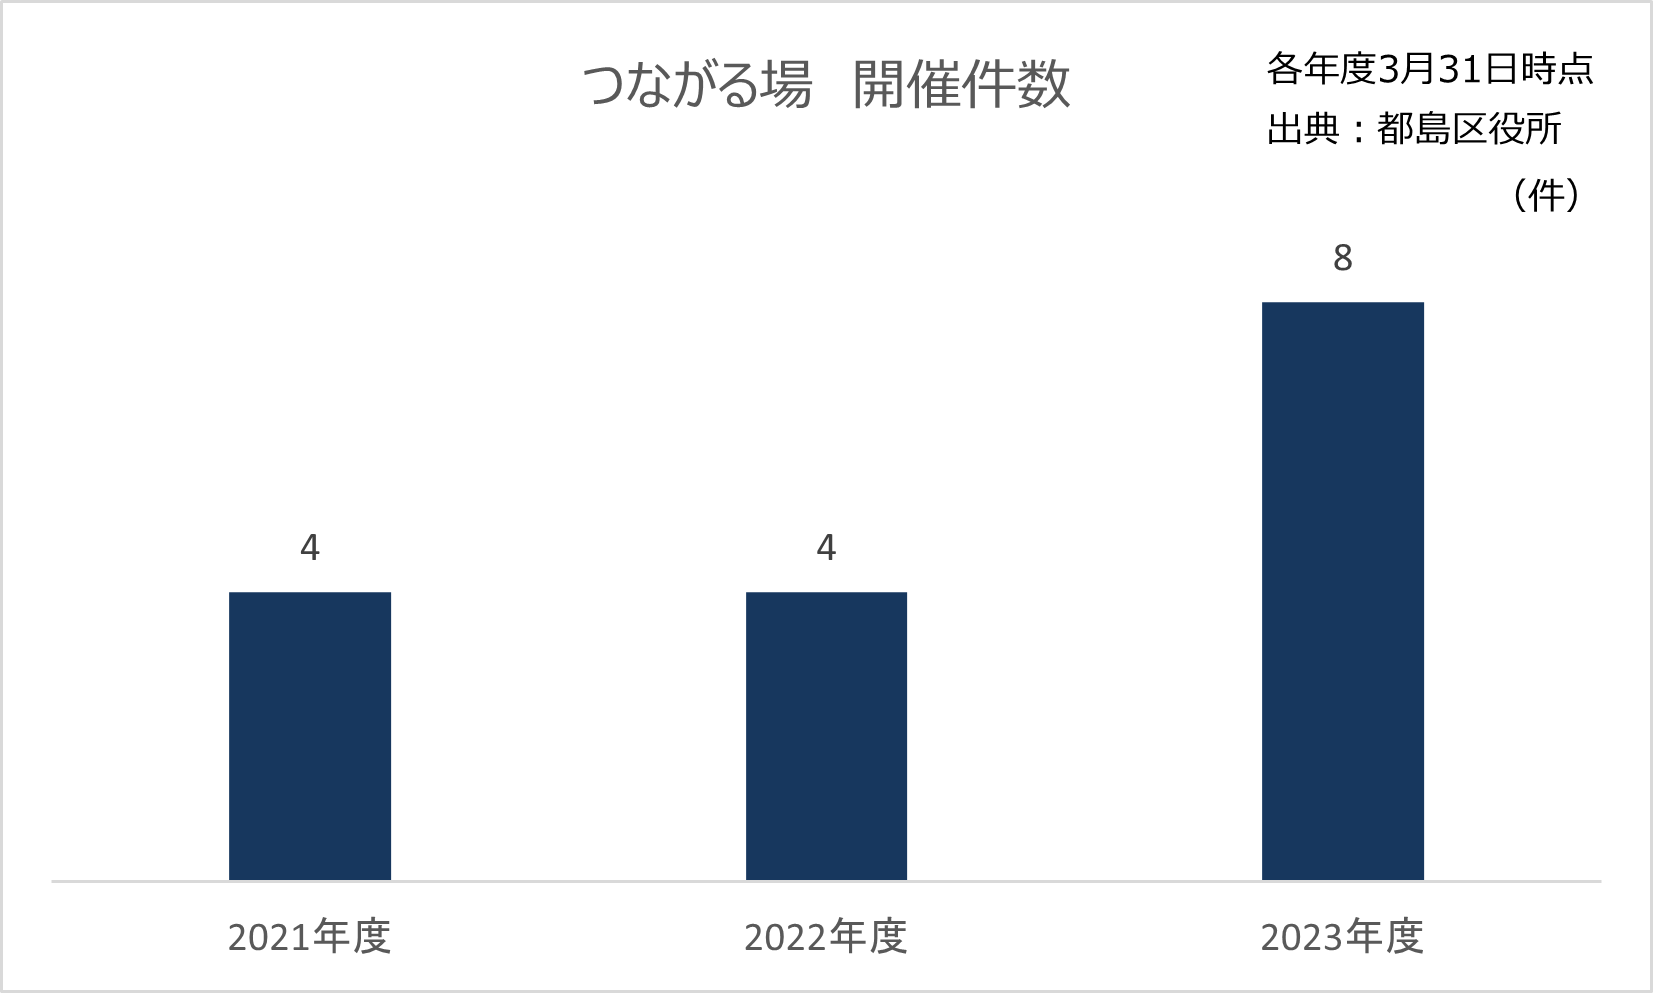 つながる場　開催件数
各年度3月31日時点
出典：都島区役所
（件）
8
4
4
2021年度
2022年度
2023年度